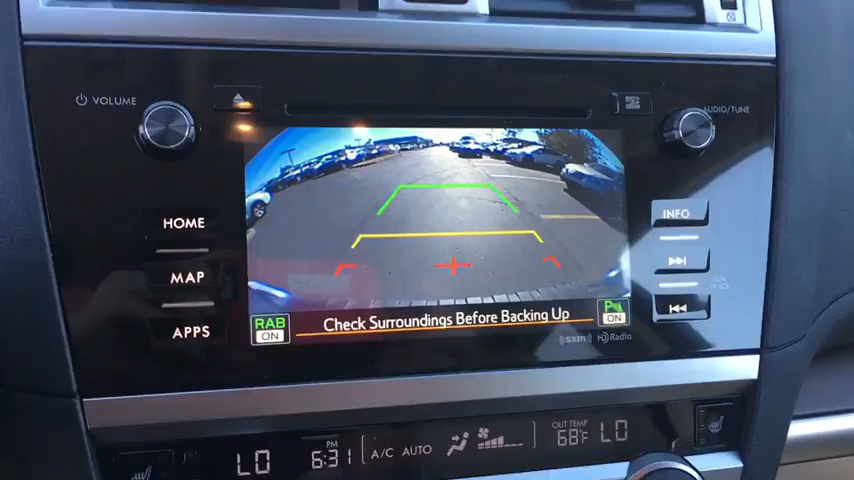 VOLUME
AUDIO/TUNE
HOME
MAP
APPS
INFO
RAB
ON
Check Surroundings Before Backing Up
P
ON
sxm
HD Radio
LO
PM
6:31
A/C
AUTO
OUT TEMP
68°F
LO